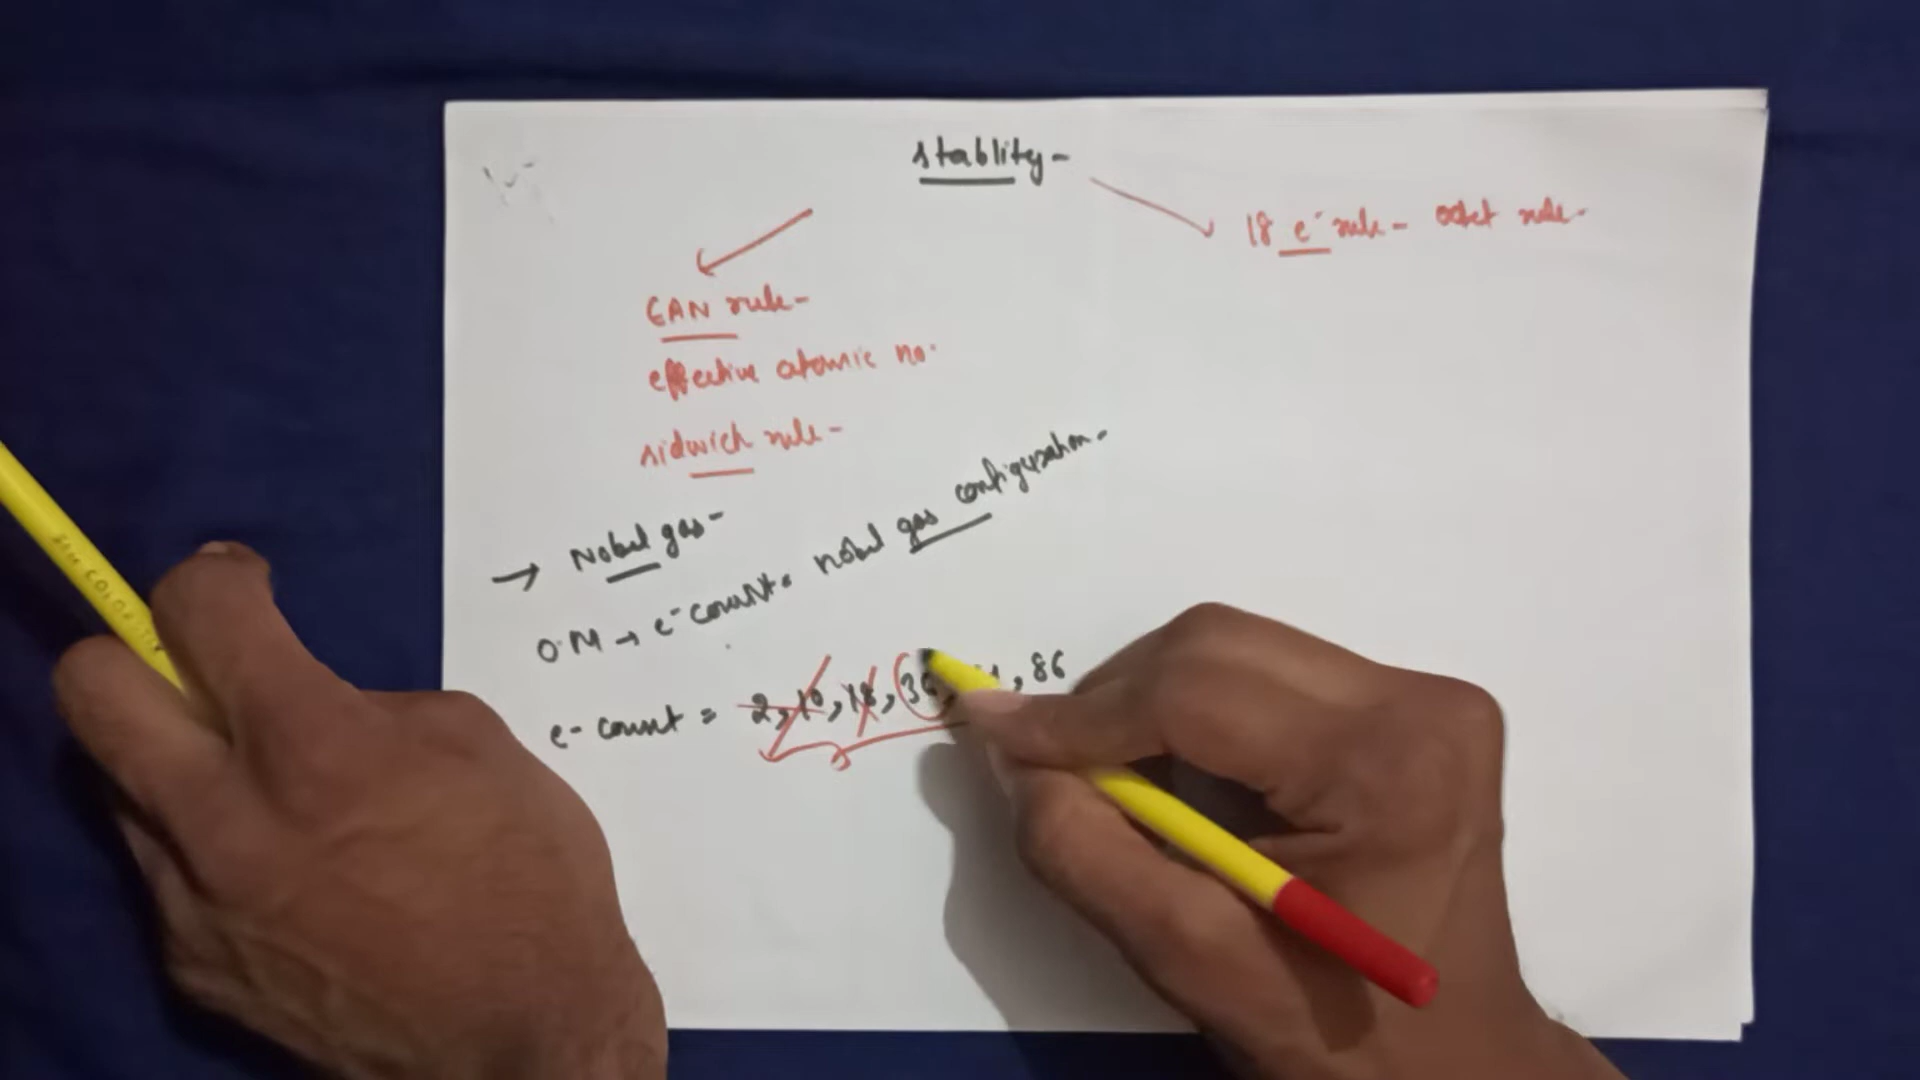 stablity-
18 e⁻ rule - octet rule-
EAN rule-
effective atomic no.
sidwich rule-
→ Nobel gas-
O.M → e⁻ count = nobel gas configuration-
e- count = 2, 10, 18, 36, 86